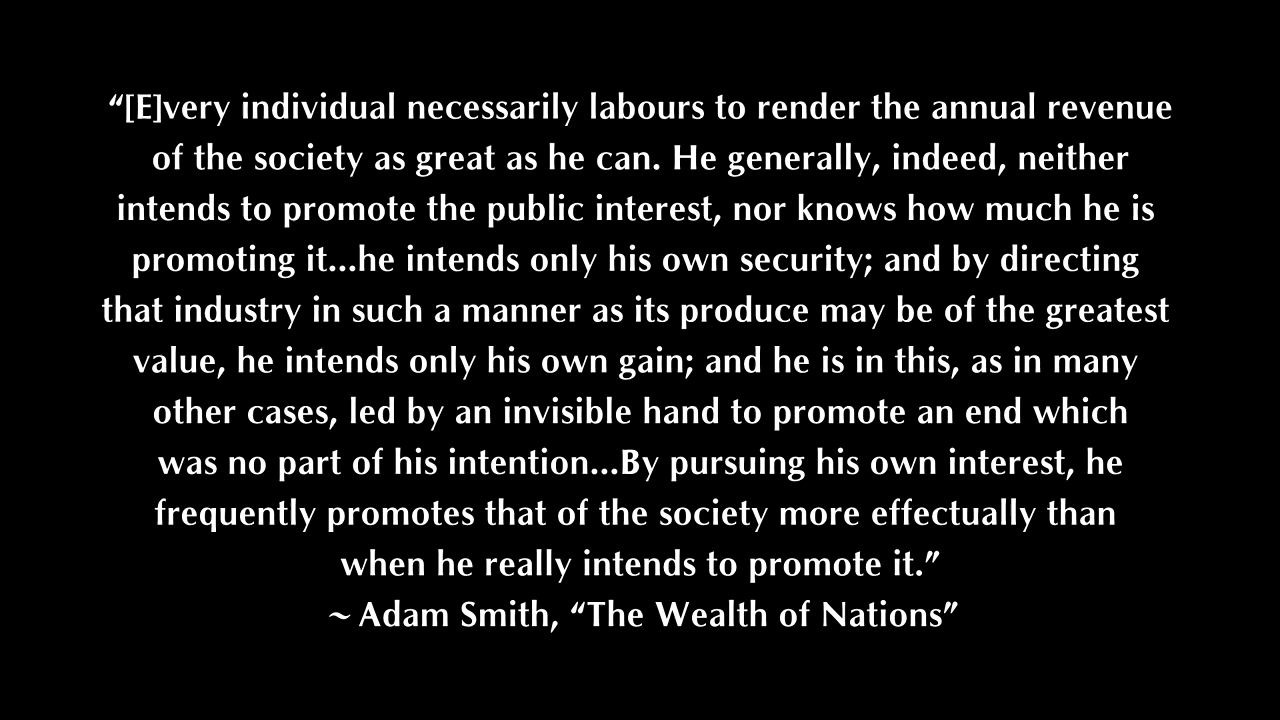 “[E]very individual necessarily labours to render the annual revenue
of the society as great as he can. He generally, indeed, neither
intends to promote the public interest, nor knows how much he is
promoting it...he intends only his own security; and by directing
that industry in such a manner as its produce may be of the greatest
value, he intends only his own gain; and he is in this, as in many
other cases, led by an invisible hand to promote an end which
was no part of his intention...By pursuing his own interest, he
frequently promotes that of the society more effectually than
when he really intends to promote it.”
~ Adam Smith, “The Wealth of Nations”